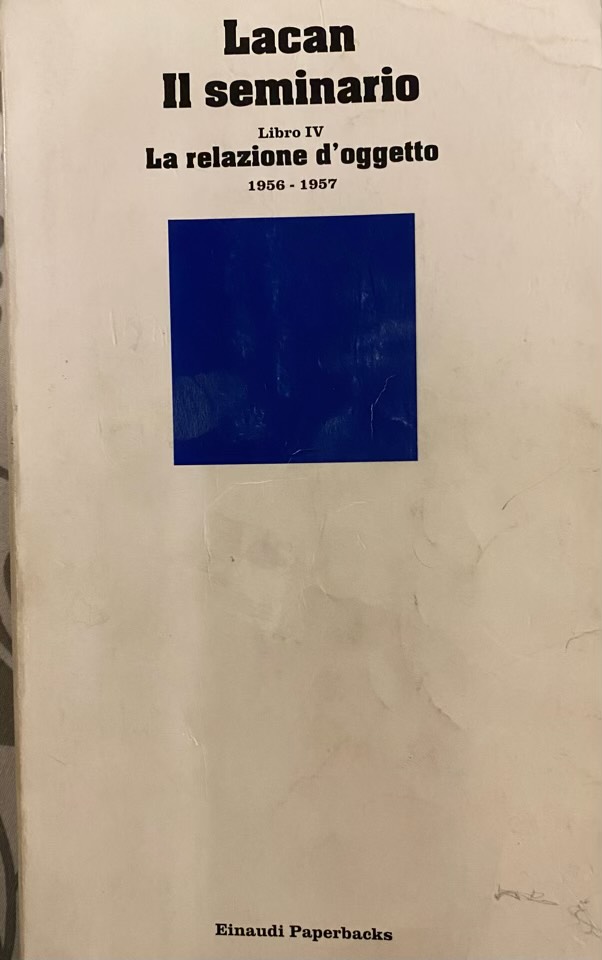 Lacan
Il seminario
Libro IV
La relazione d'oggetto
1956 - 1957
Einaudi Paperbacks